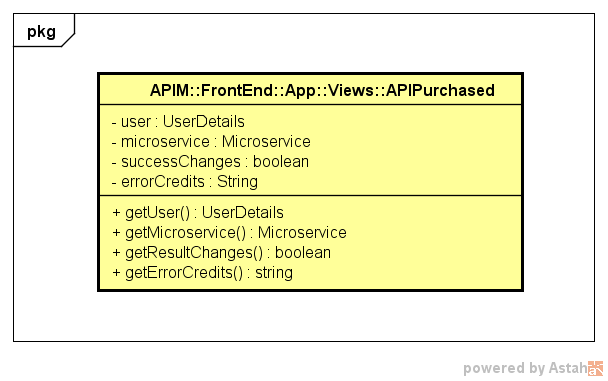 pkg
APIM::FrontEnd::App::Views::APIPurchased
- user : UserDetails
- microservice : Microservice
- successChanges : boolean
- errorCredits : String
+ getUser() : UserDetails
+ getMicroservice() : Microservice
+ getResultChanges() : boolean
+ getErrorCredits() : string
powered by Astah